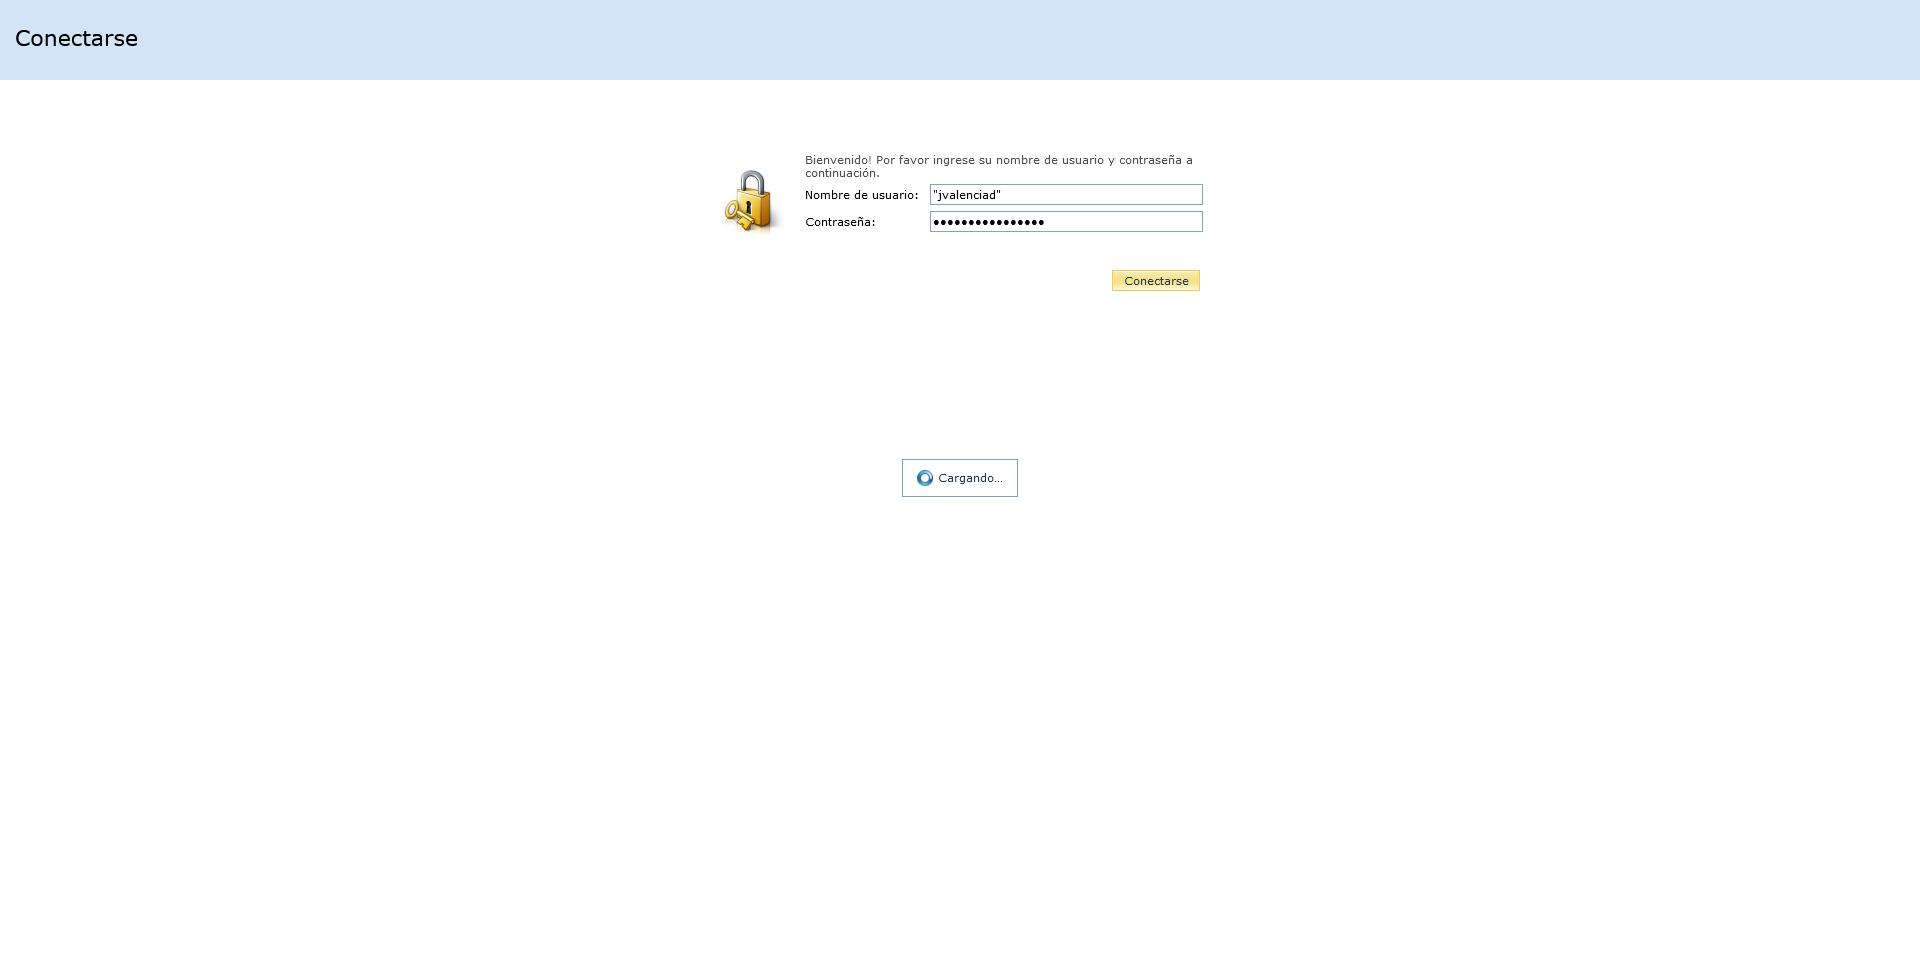 Conectarse
Bienvenido! Por favor ingrese su nombre de usuario y contraseña a
continuación.
Nombre de usuario: "jvalenciad"
Contraseña: ••••••••••••••••
Conectarse
Cargando...